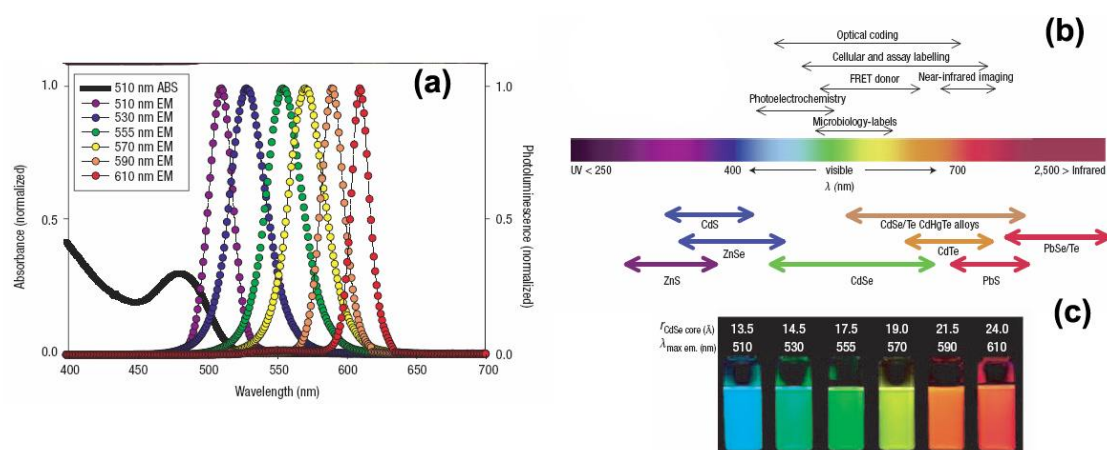 (a)
1.0
0.5
0.0
Absorbance (normalized)
510 nm ABS
510 nm EM
530 nm EM
555 nm EM
570 nm EM
590 nm EM
610 nm EM
1.0
0.5
0.0
Photoluminescence (normalized)
400
500
550
600
650
700
Wavelength (nm)
(b)
Optical coding
Cellular and assay labelling
FRET donor
Near-infrared imaging
Photoelectrochemistry
Microbiology-labels
UV < 250 400 visible 700 2,500 > Infrared
λ (nm)
CdS
CdSe/Te CdHgTe alloys
ZnSe
CdTe
PbSe/Te
ZnS
CdSe
PbS
(c)
rCdSe core (Å) 13.5 14.5 17.5 19.0 21.5 24.0
λmax em. (nm) 510 530 555 570 590 610